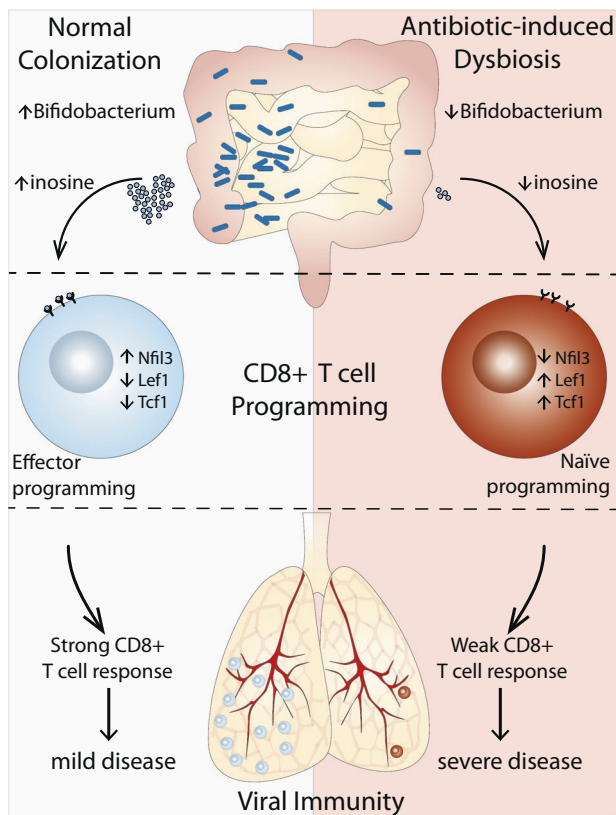 Normal
Colonization
Antibiotic-induced
Dysbiosis
↑Bifidobacterium
↓Bifidobacterium
↑inosine
↓inosine
↑ Nfil3
↓ Lef1
↓ Tcf1
Effector
programming
CD8+ T cell
Programming
↓ Nfil3
↑ Lef1
↑ Tcf1
Naïve
programming
Strong CD8+
T cell response
mild disease
Weak CD8+
T cell response
severe disease
Viral Immunity